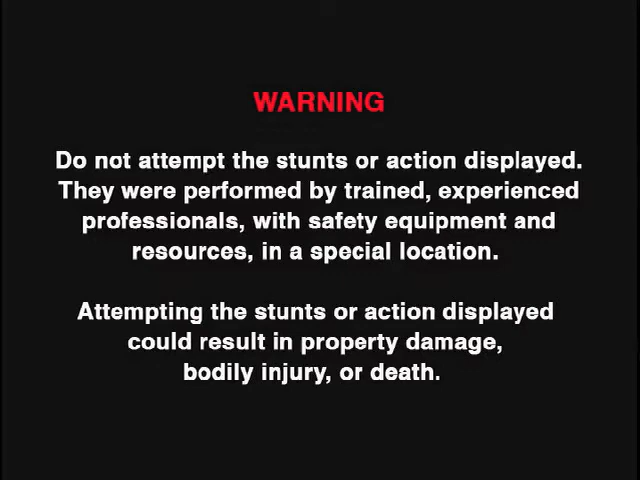 WARNING
Do not attempt the stunts or action displayed.
They were performed by trained, experienced
professionals, with safety equipment and
resources, in a special location.
Attempting the stunts or action displayed
could result in property damage,
bodily injury, or death.